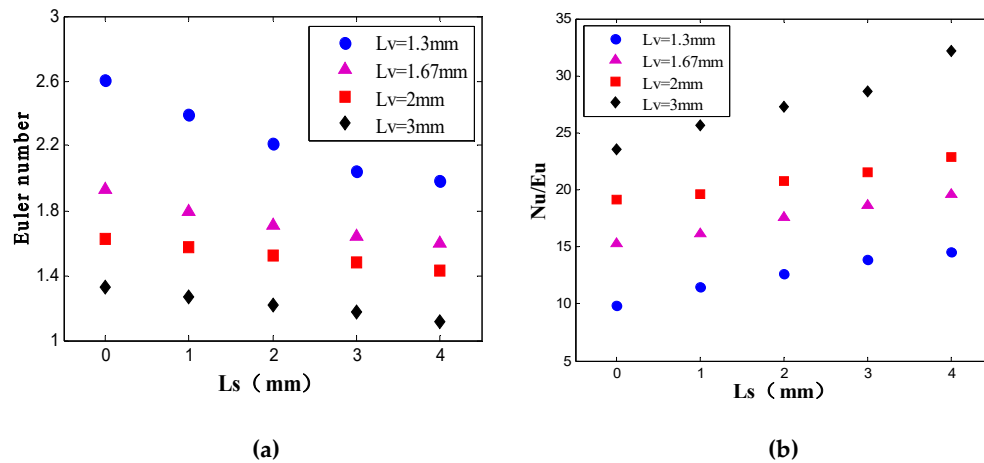 3
2.6
2.2
1.8
1.4
1
Euler number
Lv=1.3mm
Lv=1.67mm
Lv=2mm
Lv=3mm
0 1 2 3 4
Ls（mm）
(a)
35
30
25
20
15
10
5
Nu/Eu
Lv=1.3mm
Lv=1.67mm
Lv=2mm
Lv=3mm
0 1 2 3 4
Ls（mm）
(b)